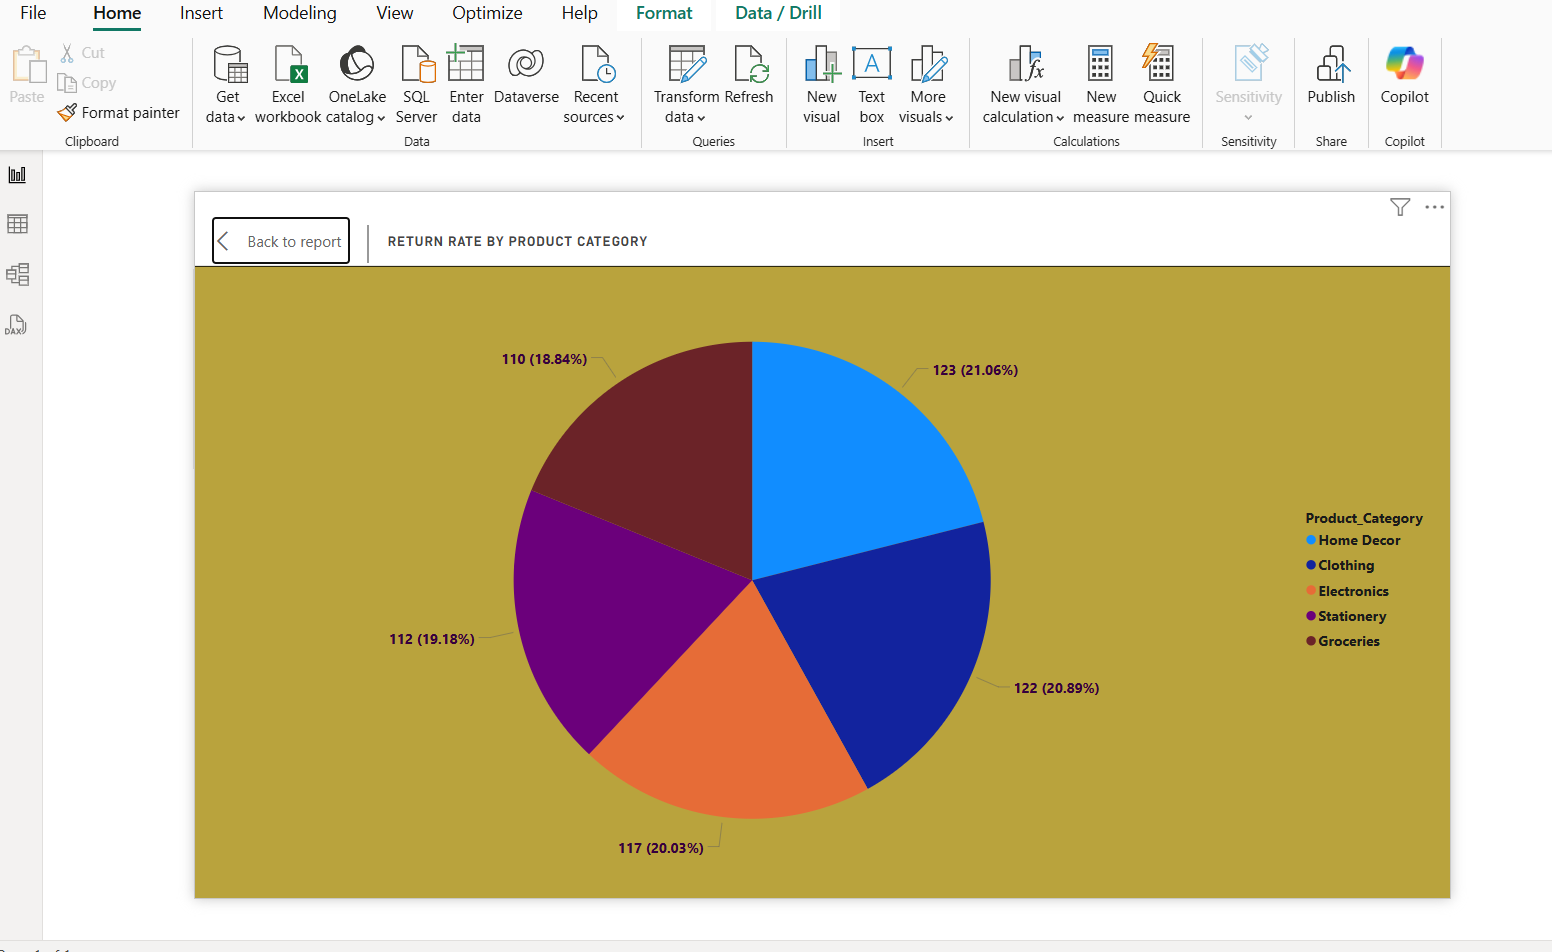 File Home Insert Modeling View Optimize Help Format Data / Drill
Paste
Cut
Copy
Format painter
Clipboard
Get data
Excel workbook
OneLake catalog
SQL Server
Enter data
Dataverse
Recent sources
Data
Transform data
Refresh
Queries
New visual
Text box
More visuals
Insert
New visual calculation
New measure
Quick measure
Calculations
Sensitivity
Sensitivity
Publish
Share
Copilot
Copilot
DAX
Back to report
RETURN RATE BY PRODUCT CATEGORY
110 (18.84%)
123 (21.06%)
112 (19.18%)
122 (20.89%)
117 (20.03%)
Product_Category
Home Decor
Clothing
Electronics
Stationery
Groceries